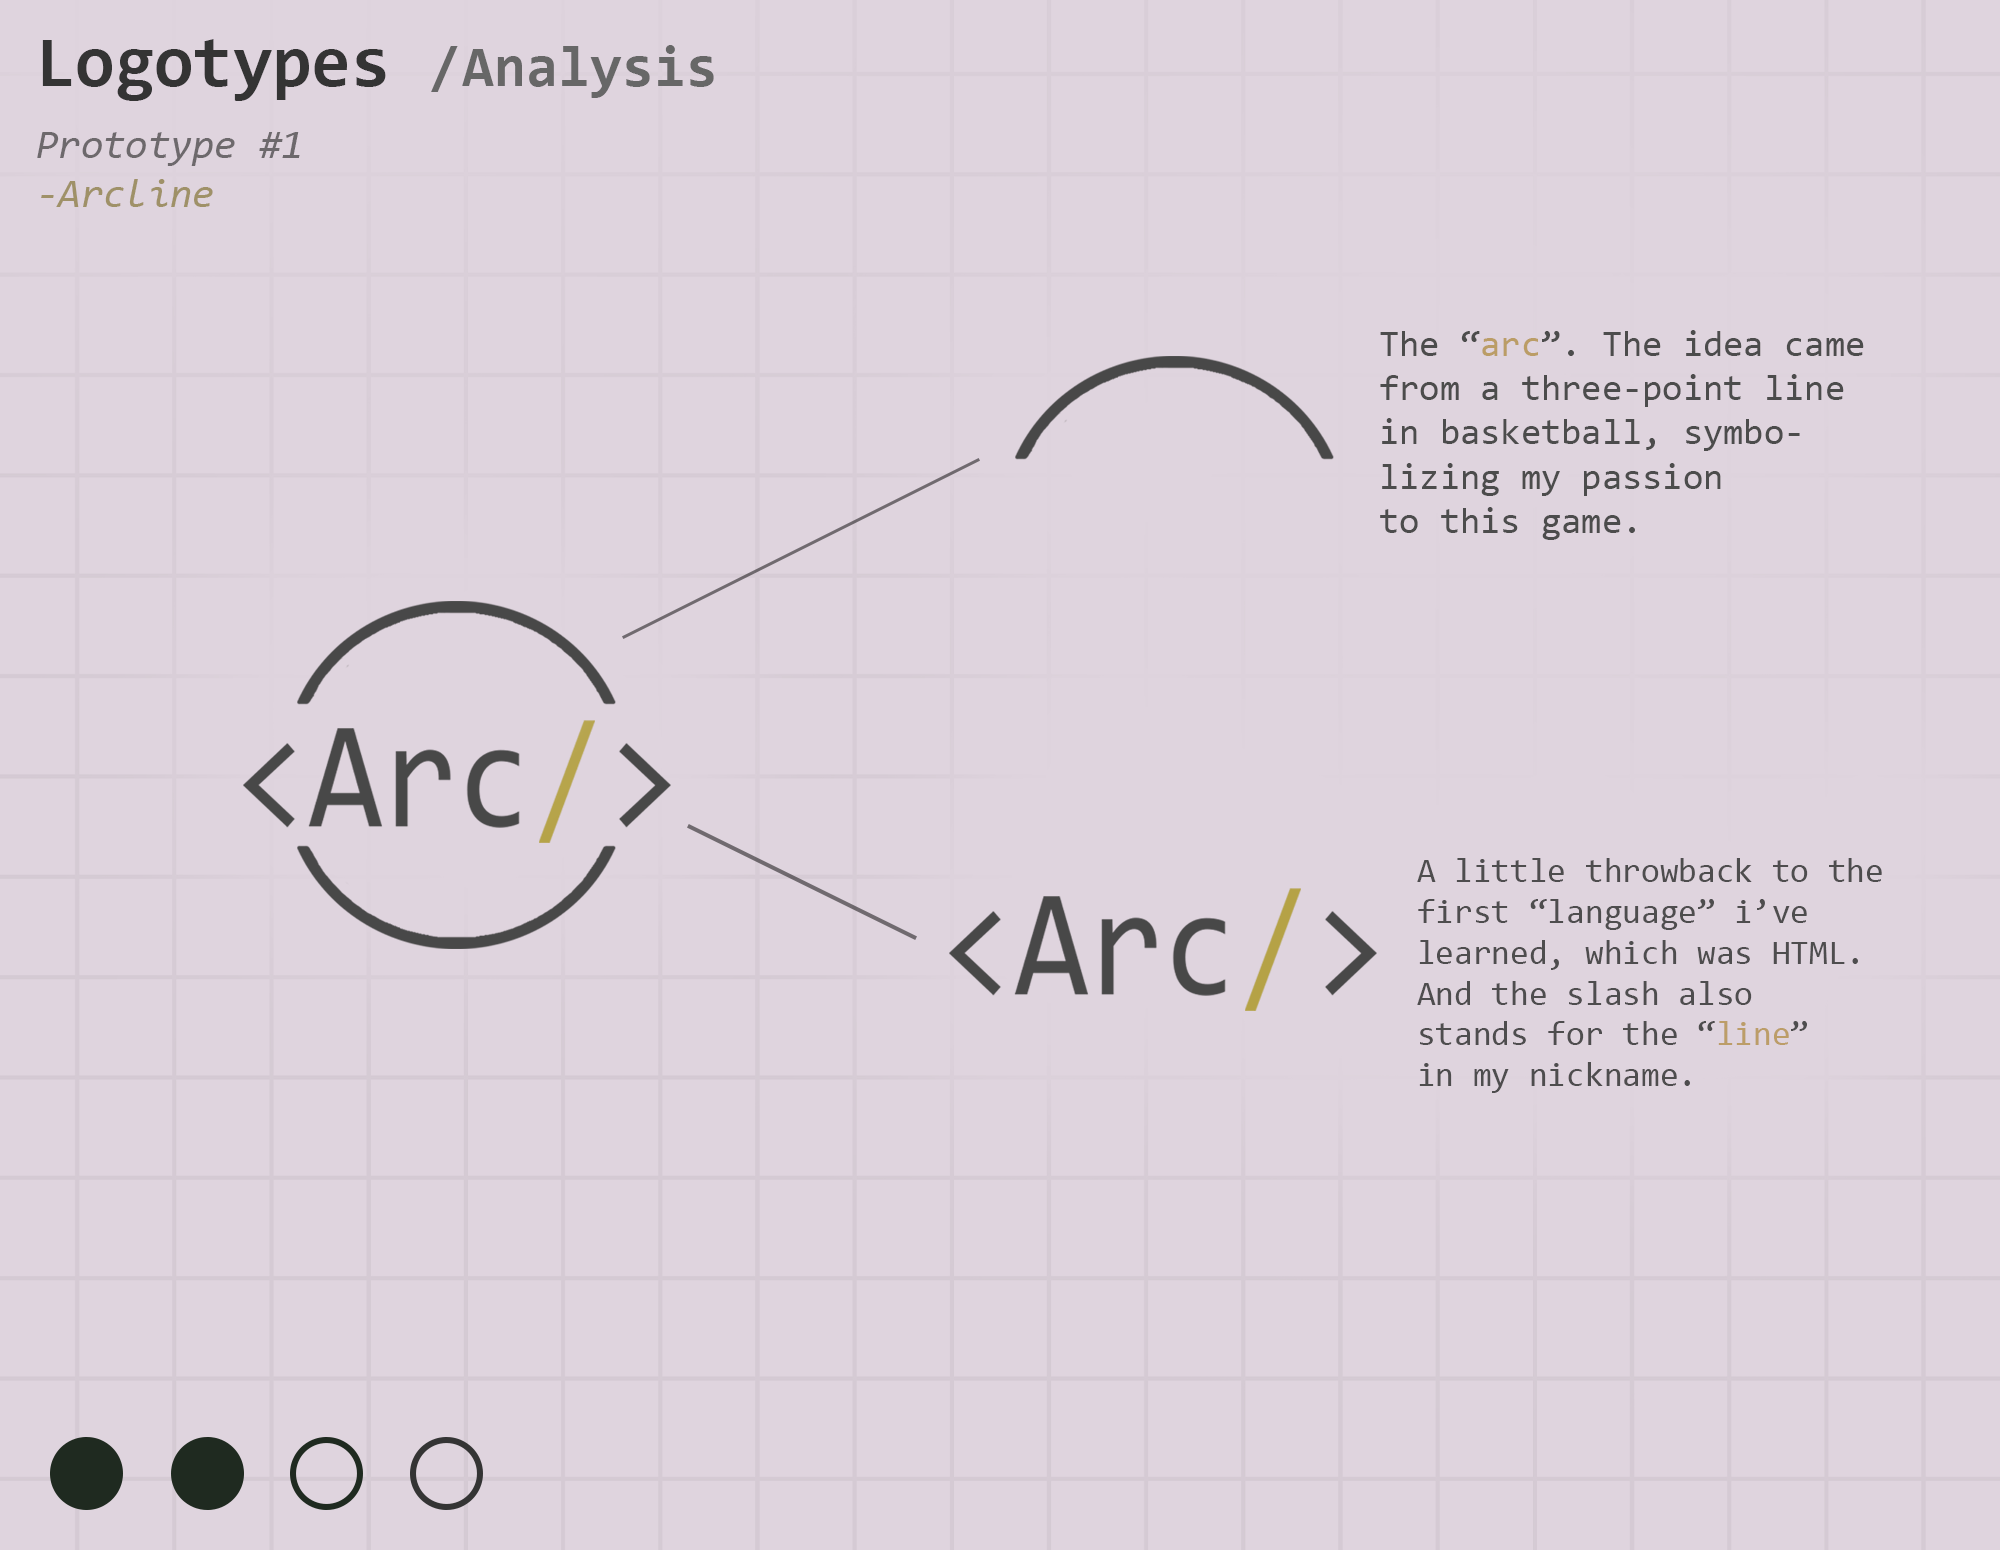 Logotypes /Analysis
Prototype #1
-Arcline
The “arc”. The idea came
from a three-point line
in basketball, symbo-
lizing my passion
to this game.
<Arc/>
<Arc/>
A little throwback to the
first “language” i’ve
learned, which was HTML.
And the slash also
stands for the “line”
in my nickname.